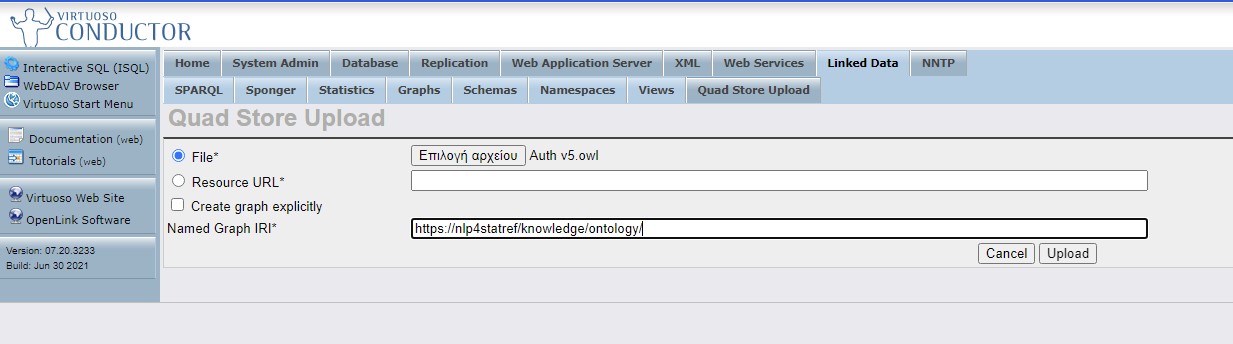 VIRTUOSO
CONDUCTOR
Interactive SQL (ISQL)
WebDAV Browser
Virtuoso Start Menu
Documentation (web)
Tutorials (web)
Virtuoso Web Site
OpenLink Software
Version: 07.20.3233
Build: Jun 30 2021
Home System Admin Database Replication Web Application Server XML Web Services Linked Data NNTP
SPARQL Sponger Statistics Graphs Schemas Namespaces Views Quad Store Upload
Quad Store Upload
File* Επιλογή αρχείου Auth v5.owl
Resource URL*
Create graph explicitly
Named Graph IRI* https://nlp4statref/knowledge/ontology/
Cancel Upload